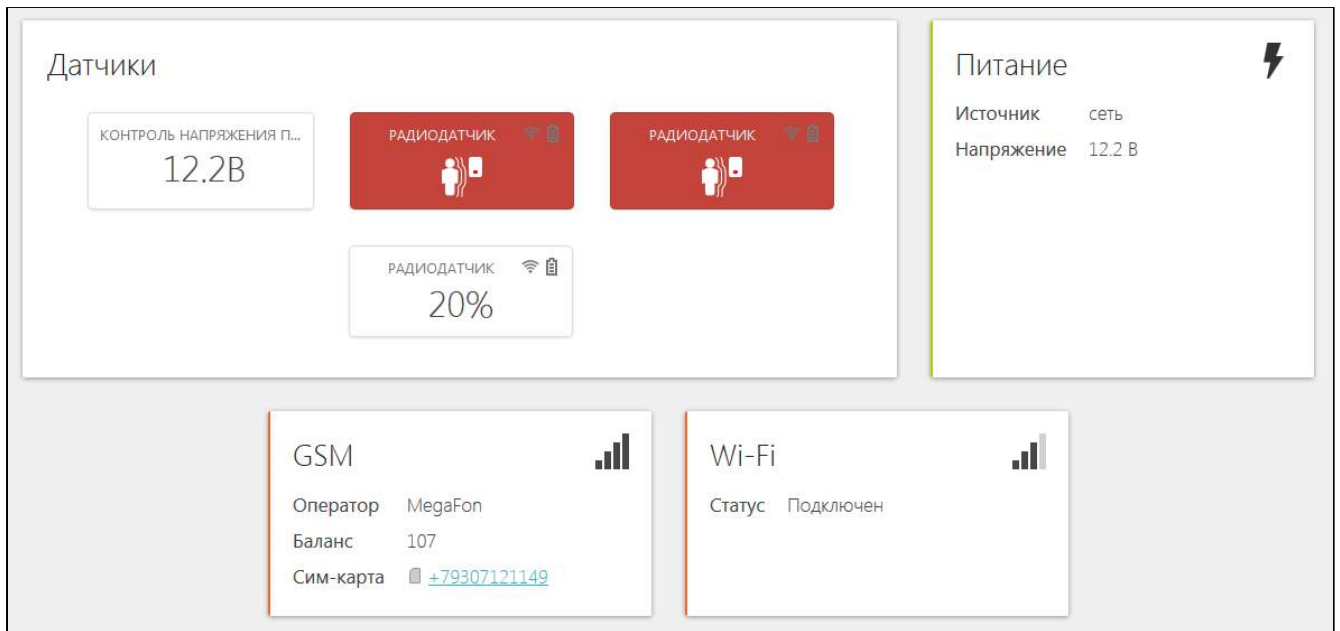 Датчики
КОНТРОЛЬ НАПРЯЖЕНИЯ П...
12.2В
РАДИОДАТЧИК
РАДИОДАТЧИК
РАДИОДАТЧИК
20%
Питание
Источник сеть
Напряжение 12.2 В
GSM
Оператор MegaFon
Баланс 107
Сим-карта +79307121149
Wi-Fi
Статус Подключен